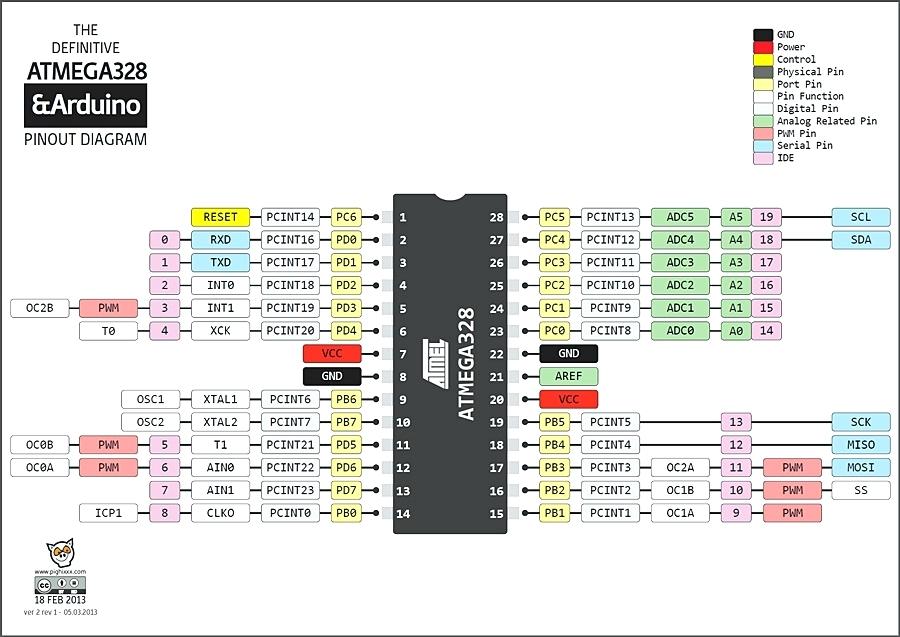 THE
DEFINITIVE
ATMEGA328
&Arduino
PINOUT DIAGRAM
GND
Power
Control
Physical Pin
Port Pin
Pin Function
Digital Pin
Analog Related Pin
PWM Pin
Serial Pin
IDE
RESET PCINT14 PC6 1 28 PC5 PCINT13 ADC5 A5 19 SCL
0 RXD PCINT16 PD0 2 27 PC4 PCINT12 ADC4 A4 18 SDA
1 TXD PCINT17 PD1 3 26 PC3 PCINT11 ADC3 A3 17
2 INT0 PCINT18 PD2 4 25 PC2 PCINT10 ADC2 A2 16
OC2B PWM 3 INT1 PCINT19 PD3 5 24 PC1 PCINT9 ADC1 A1 15
T0 4 XCK PCINT20 PD4 6 23 PC0 PCINT8 ADC0 A0 14
VCC 7 22 GND
GND 8 21 AREF
OSC1 XTAL1 PCINT6 PB6 9 20 VCC
OSC2 XTAL2 PCINT7 PB7 10 19 PB5 PCINT5 13 SCK
OC0B PWM 5 T1 PCINT21 PD5 11 18 PB4 PCINT4 12 MISO
OC0A PWM 6 AIN0 PCINT22 PD6 12 17 PB3 PCINT3 OC2A 11 PWM MOSI
7 AIN1 PCINT23 PD7 13 16 PB2 PCINT2 OC1B 10 PWM SS
ICP1 8 CLKO PCINT0 PB0 14 15 PB1 PCINT1 OC1A 9 PWM
ATMEL
ATMEGA328
www.pighixxx.com
cc
BY ND
18 FEB 2013
ver 2 rev 1 - 05.03.2013